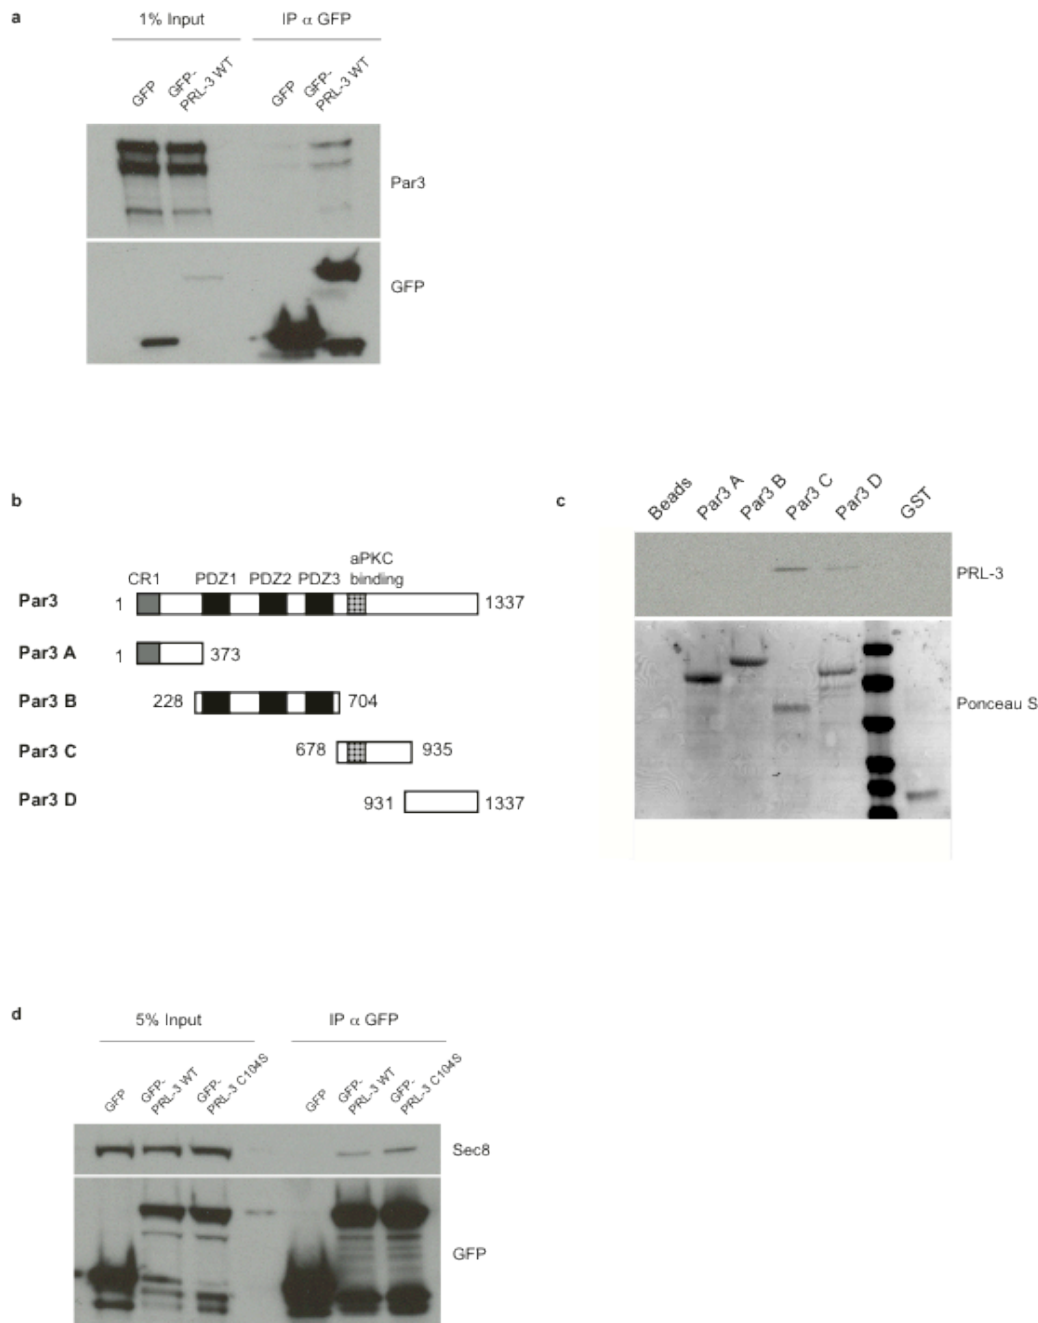 a
1% Input IP α GFP
GFP GFP-PRL-3 WT GFP GFP-PRL-3 WT
Par3
GFP
b
CR1 PDZ1 PDZ2 PDZ3 aPKC binding
Par3 1 1337
Par3 A 1 373
Par3 B 228 704
Par3 C 678 935
Par3 D 931 1337
c
Beads Par3 A Par3 B Par3 C Par3 D GST
PRL-3
Ponceau S
d
5% Input IP α GFP
GFP GFP-PRL-3 WT GFP-PRL-3 C104S GFP GFP-PRL-3 WT GFP-PRL-3 C104S
Sec8
GFP